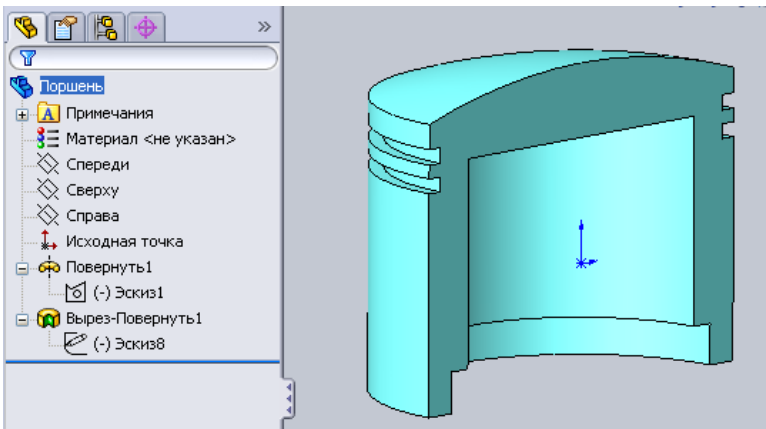 Поршень
Примечания
Материал <не указан>
Спереди
Сверху
Справа
Исходная точка
Повернуть1
(-) Эскиз1
Вырез-Повернуть1
(-) Эскиз8